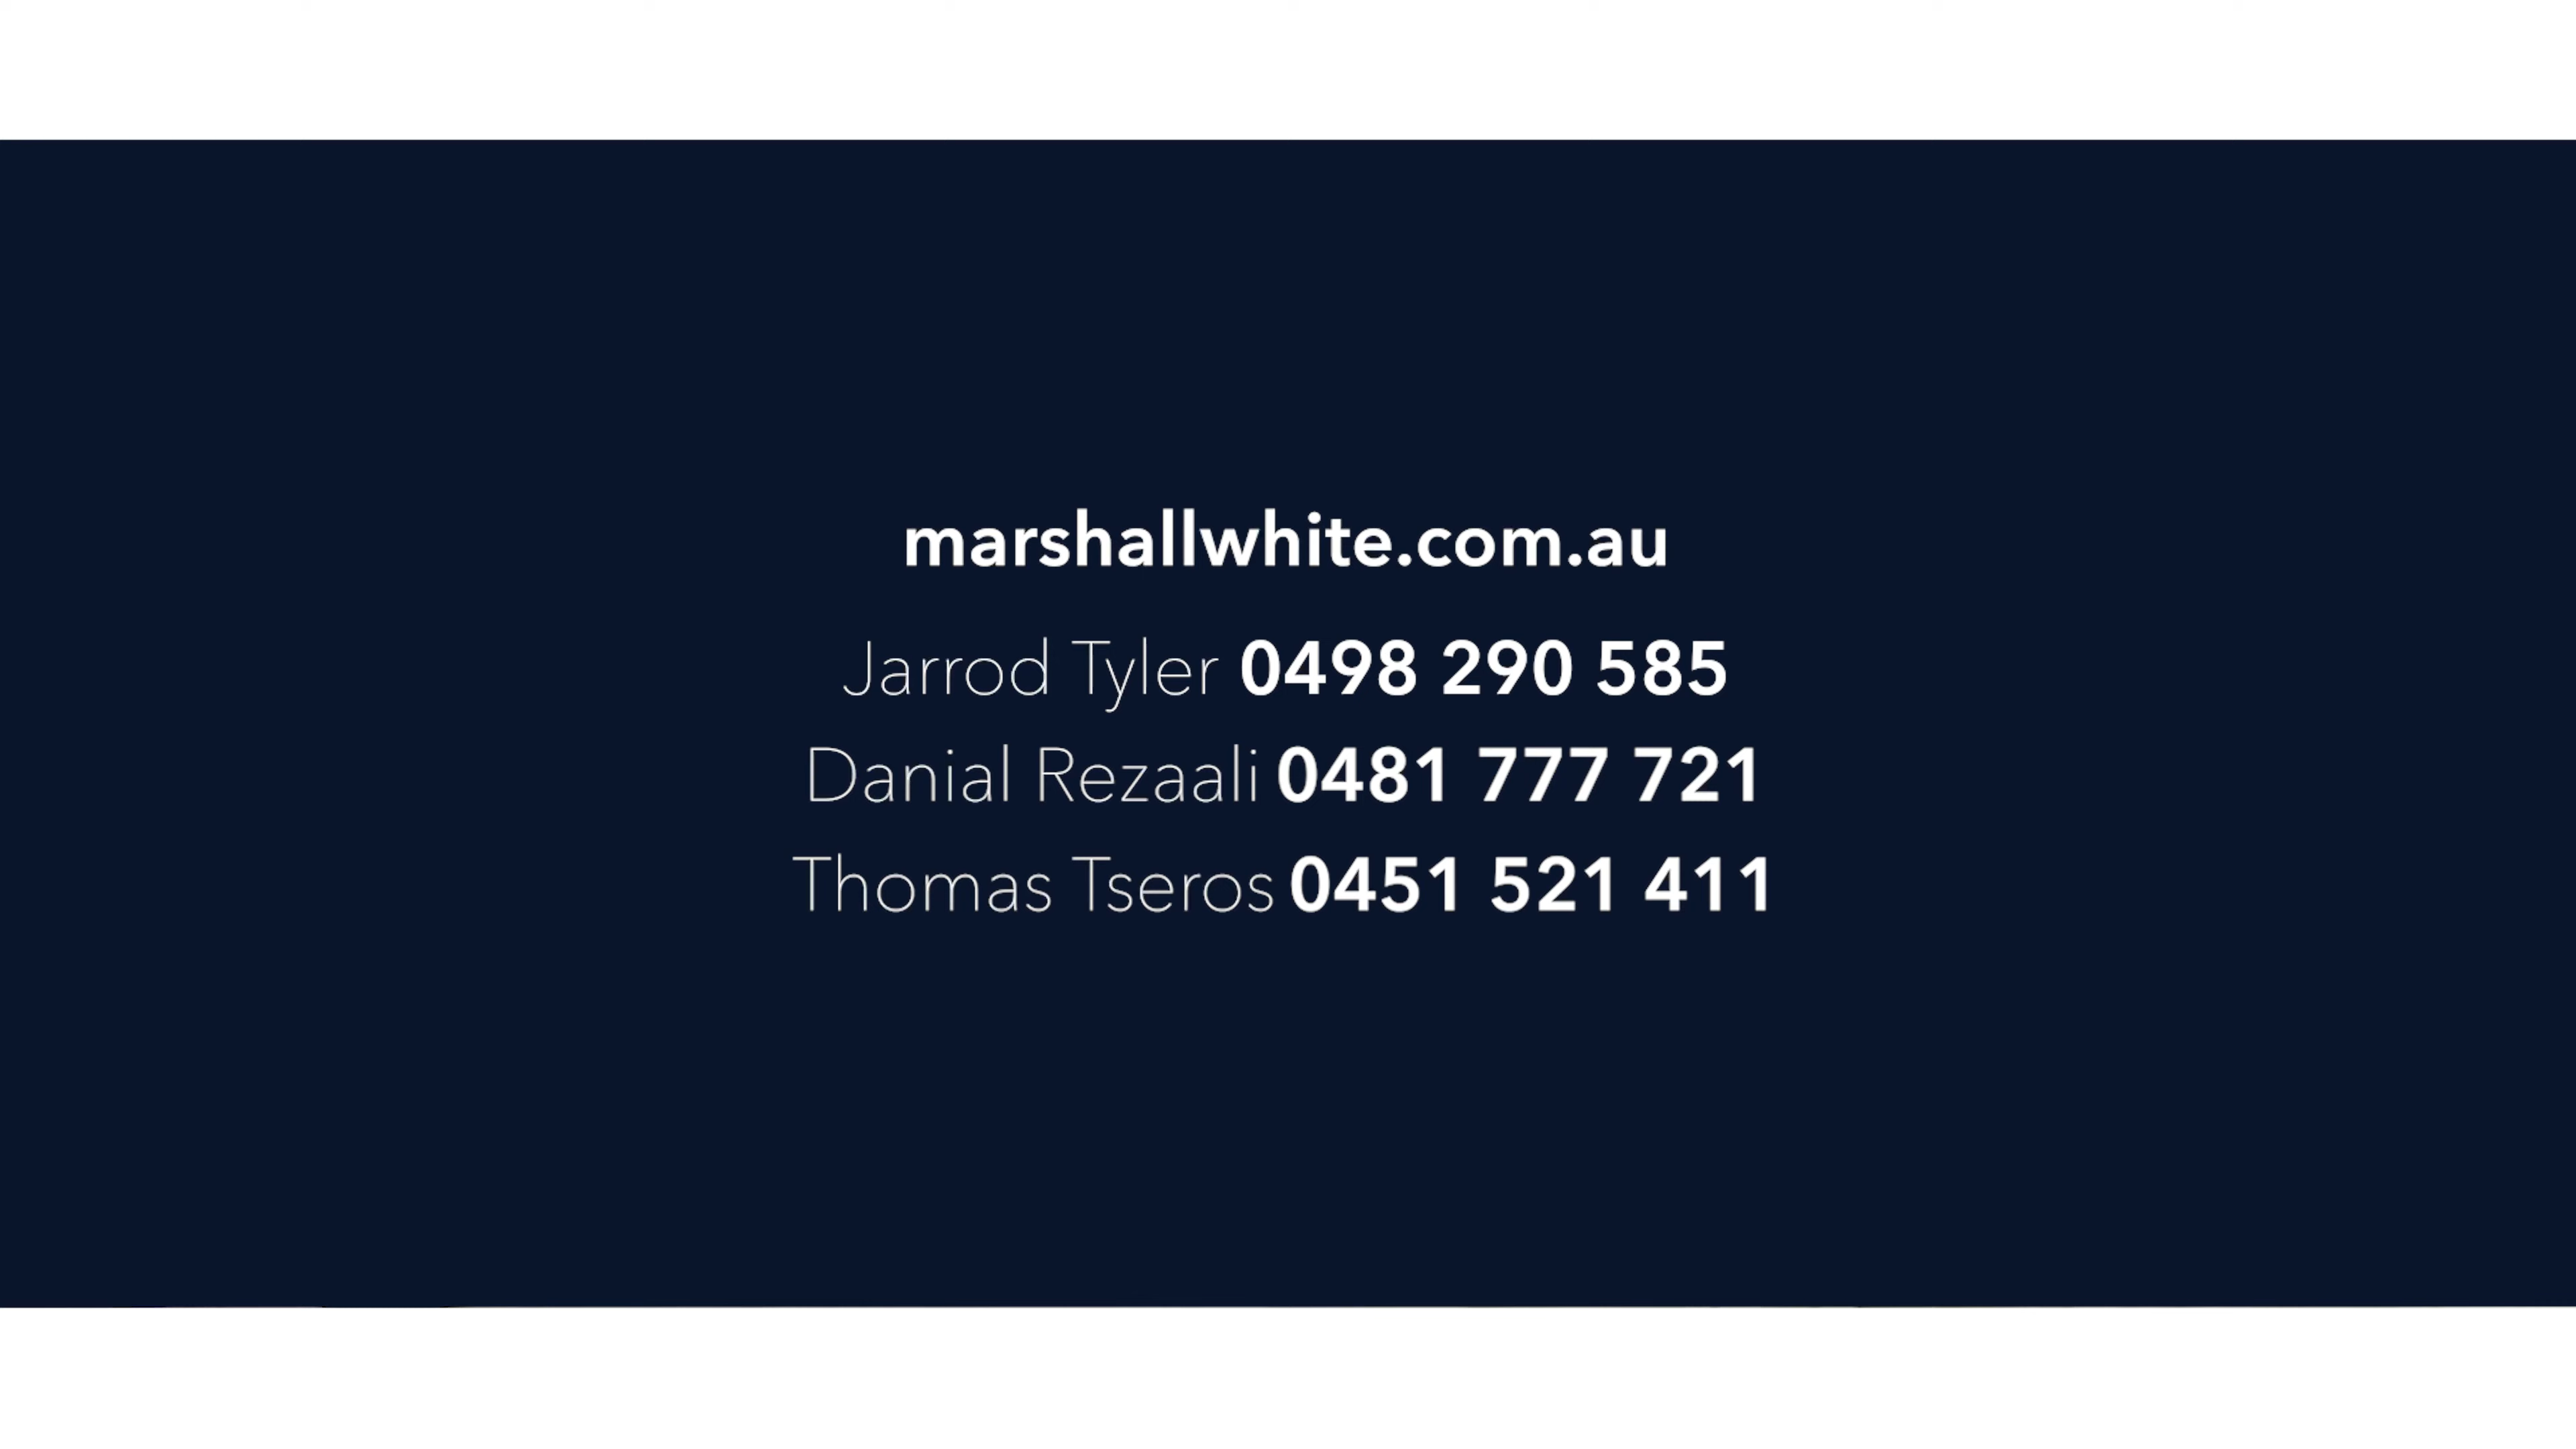 marshallwhite.com.au
Jarrod Tyler 0498 290 585
Danial Rezaali 0481 777 721
Thomas Tseros 0451 521 411